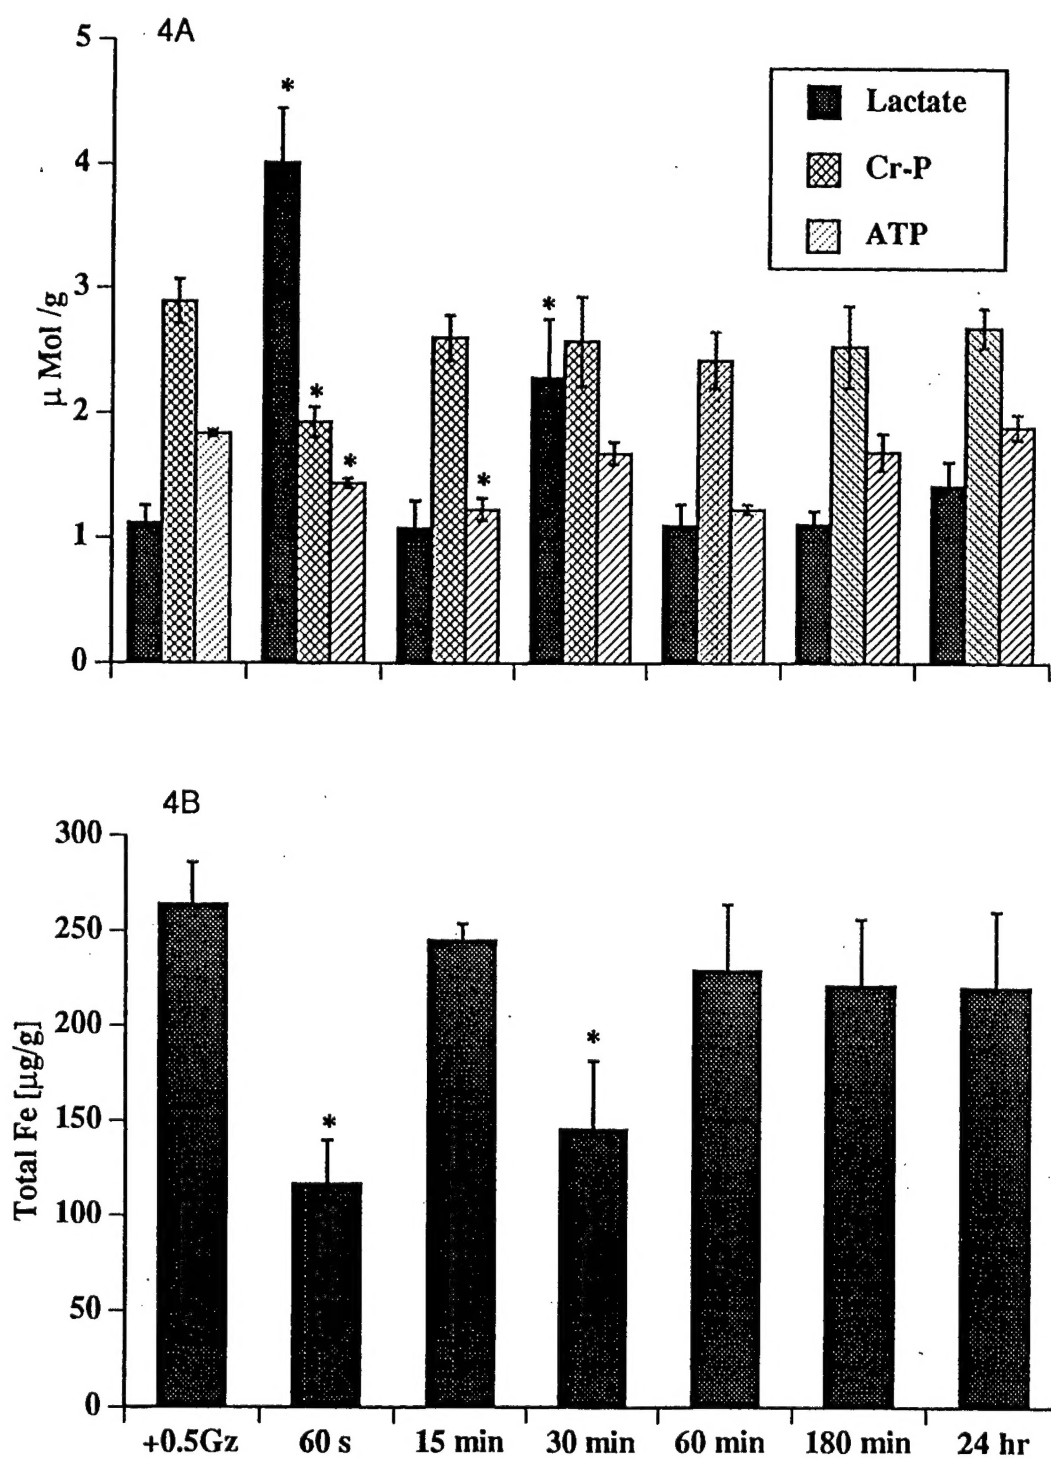 4A
5
4
3
2
1
0
μ Mol /g
Lactate
Cr-P
ATP
*
*
*
*
*
4B
300
250
200
150
100
50
0
Total Fe [μg/g]
*
*
+0.5Gz 60 s 15 min 30 min 60 min 180 min 24 hr